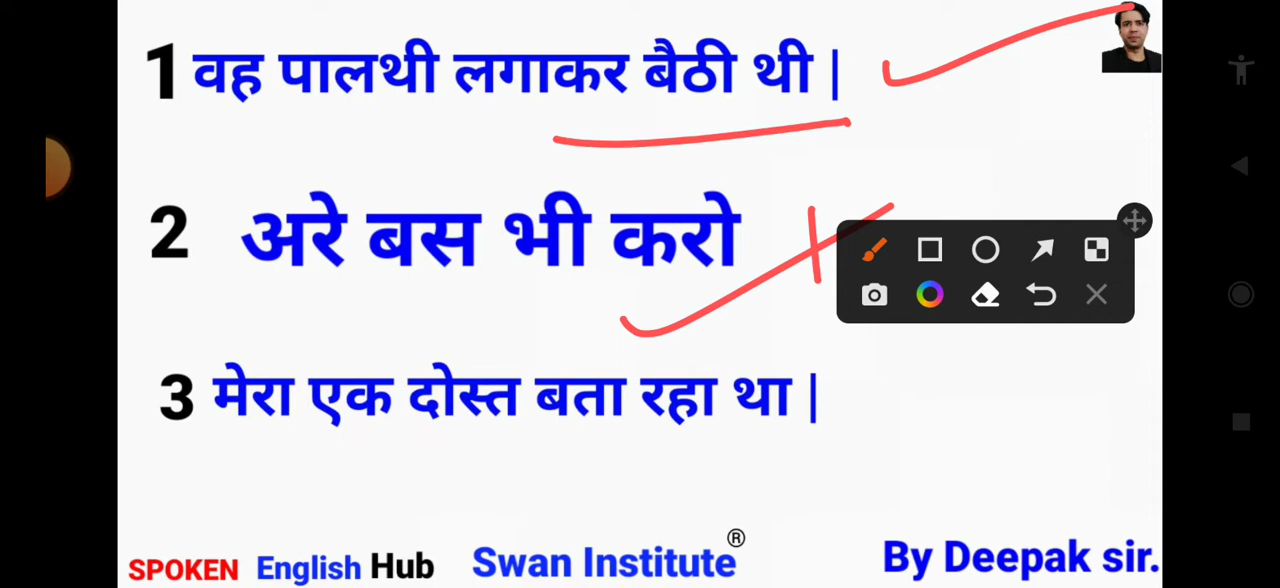 1 वह पालथी लगाकर बैठी थी |
2 अरे बस भी करो |
3 मेरा एक दोस्त बता रहा था |
SPOKEN English Hub Swan Institute ® By Deepak sir.